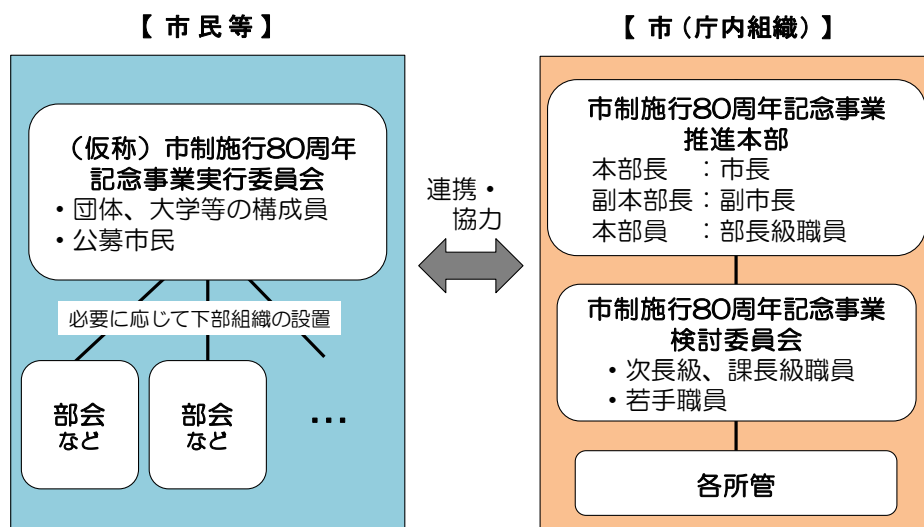 【 市 民 等 】
（仮称）市制施行80周年
記念事業実行委員会
・団体、大学等の構成員
・公募市民
必要に応じて下部組織の設置
部会
など
部会
など
…
連携・
協力
【 市（庁内組織）】
市制施行80周年記念事業
推進本部
本部長　：市長
副本部長：副市長
本部員　：部長級職員
市制施行80周年記念事業
検討委員会
・次長級、課長級職員
・若手職員
各所管